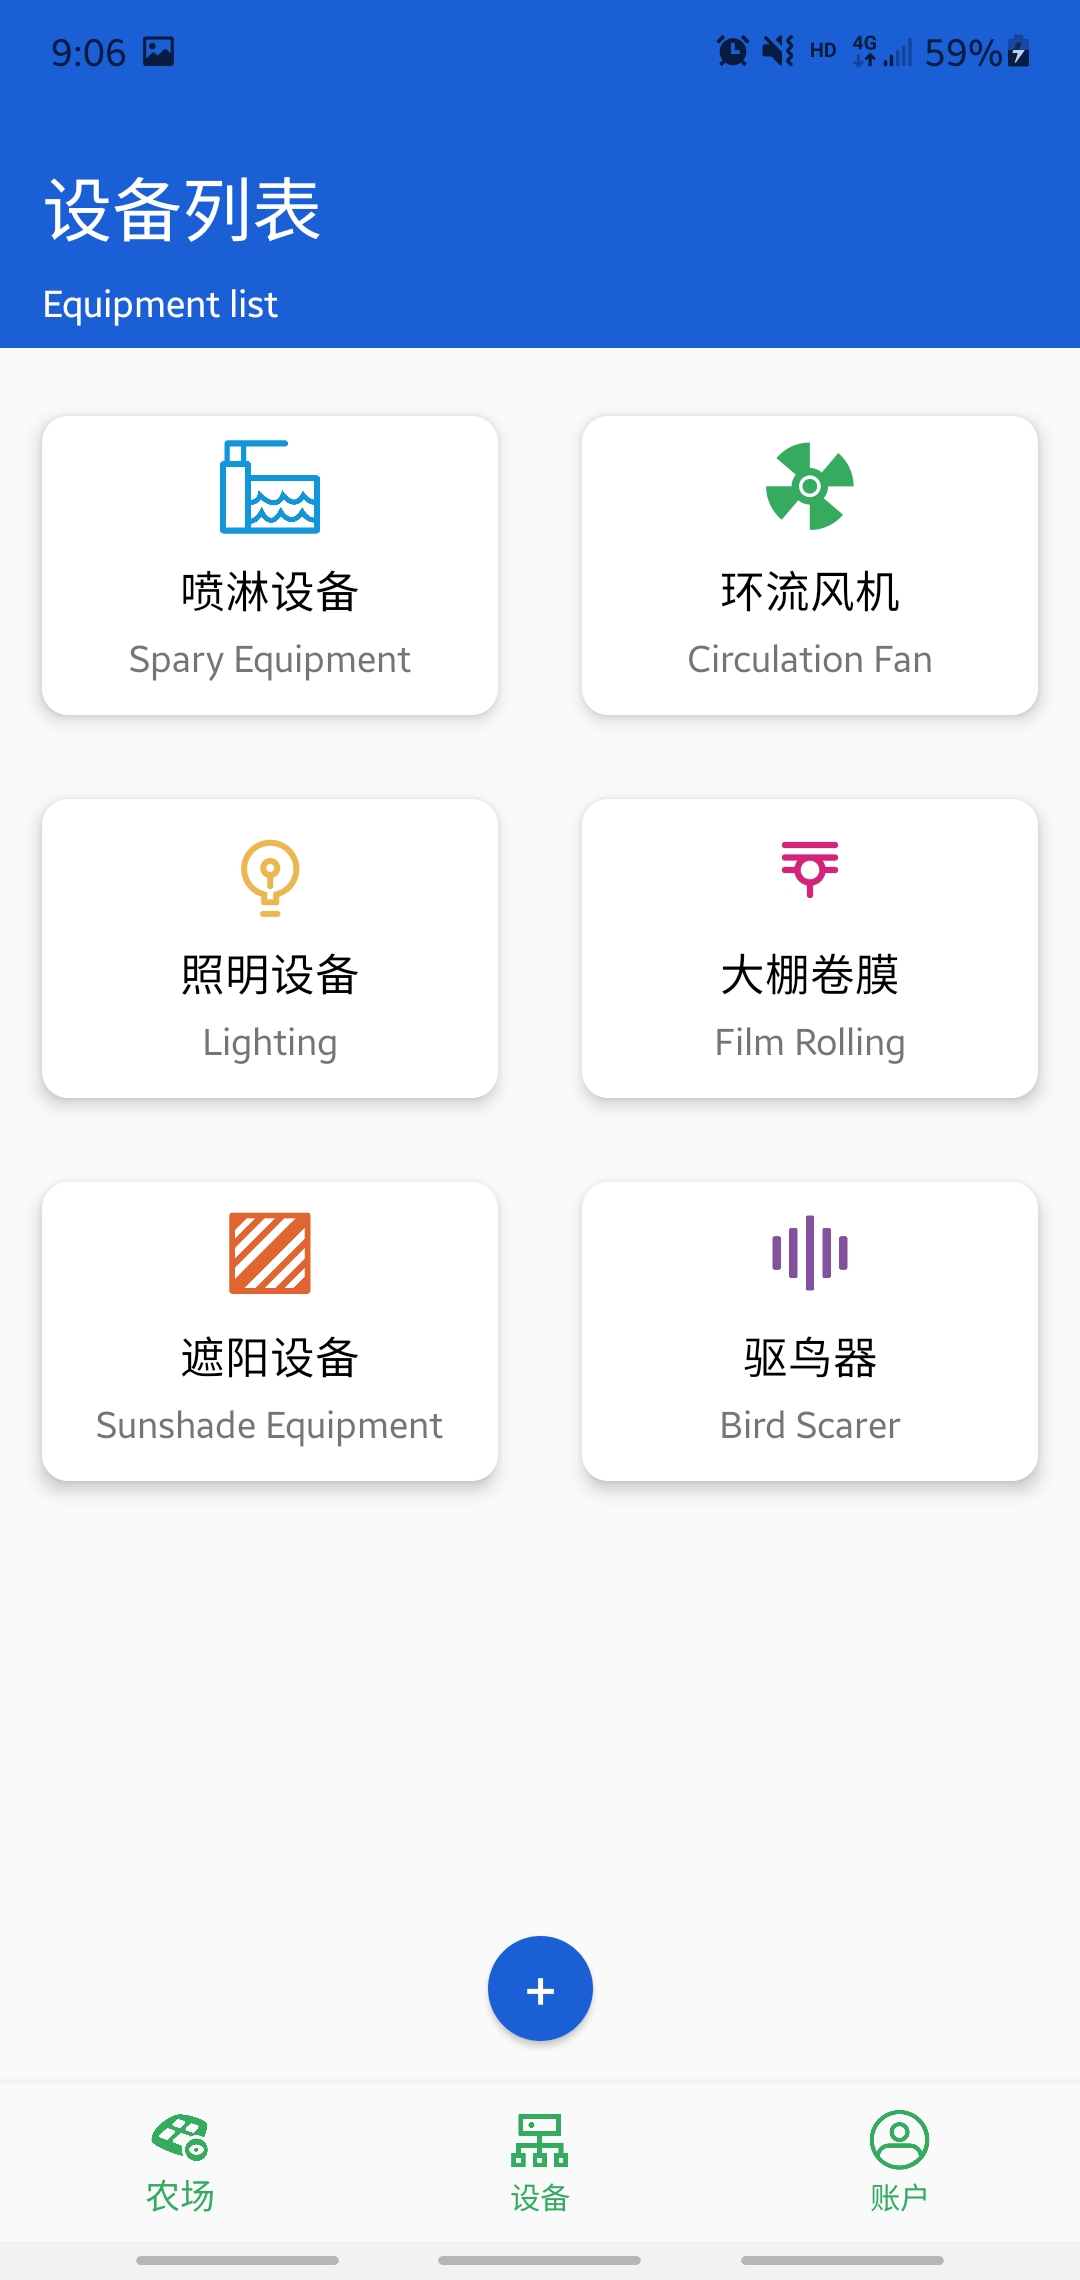 9:06 HD 4G 59%
设备列表
Equipment list
喷淋设备
Spary Equipment
环流风机
Circulation Fan
照明设备
Lighting
大棚卷膜
Film Rolling
遮阳设备
Sunshade Equipment
驱鸟器
Bird Scarer
+
农场
设备
账户